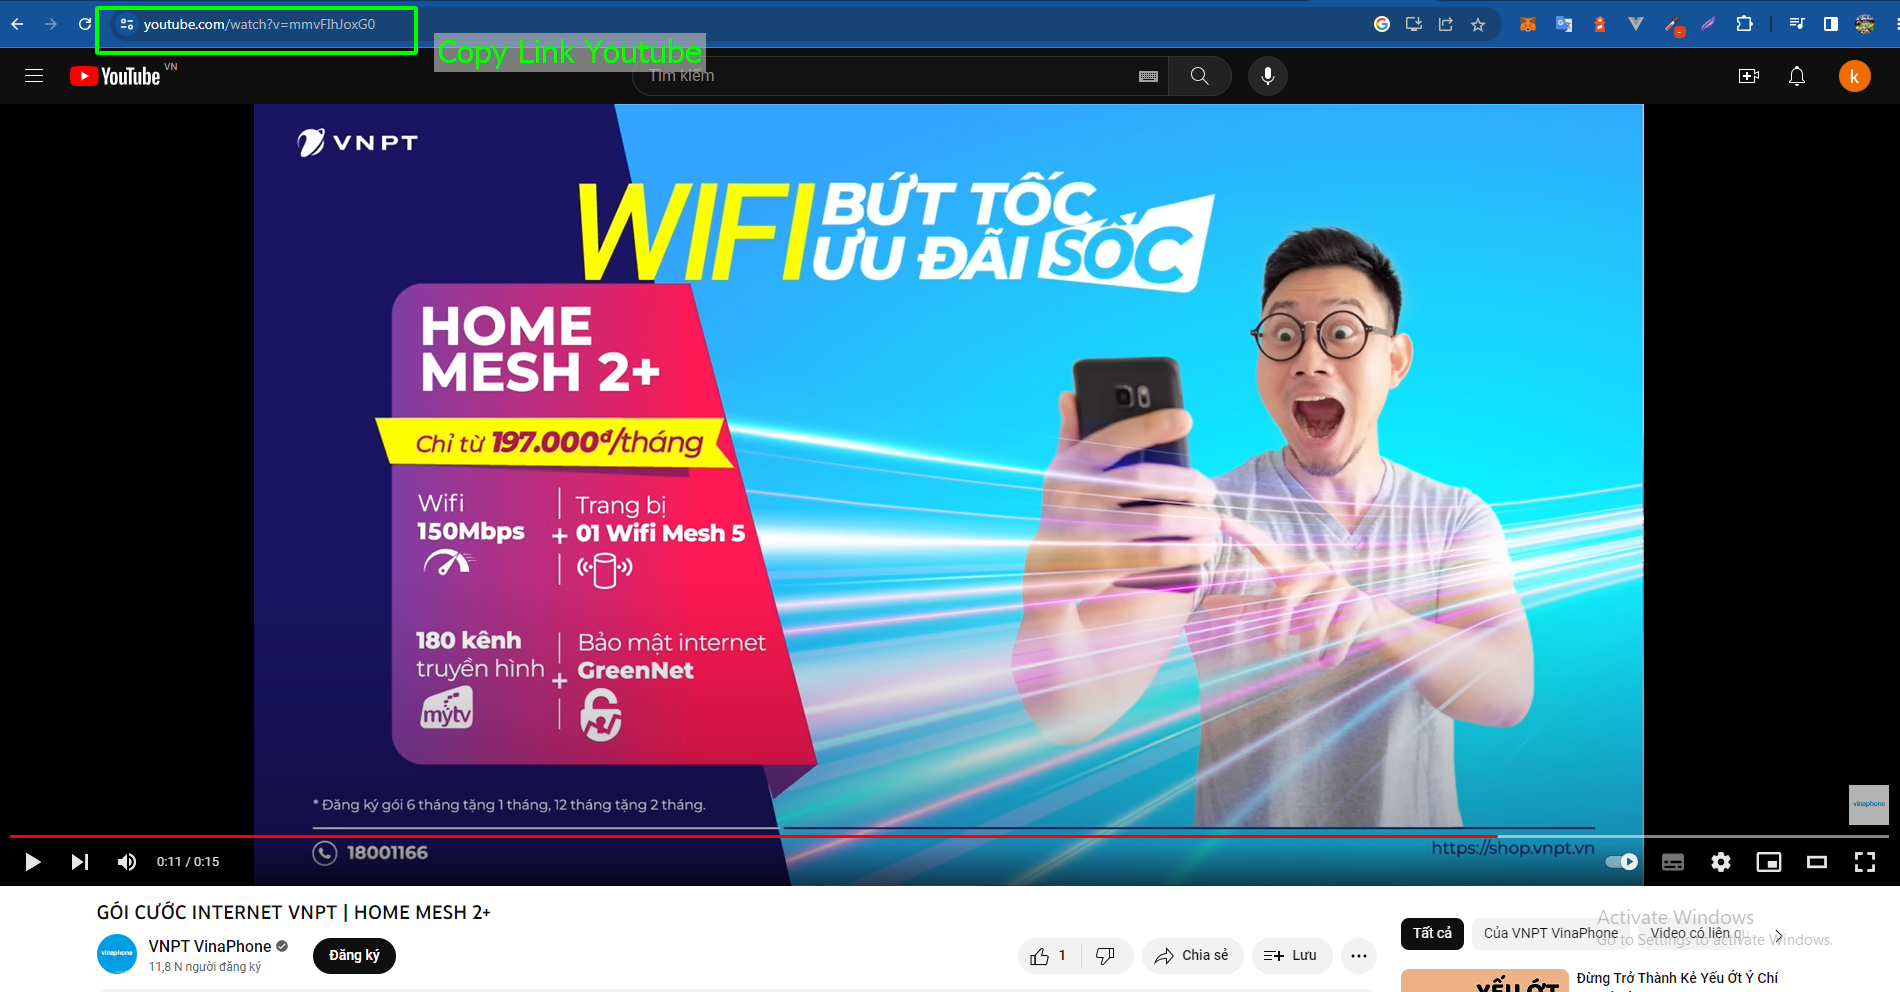 youtube.com/watch?v=mmvFIhJoxG0
Copy Link Youtube
YouTube VN
Tìm kiếm
k
VNPT
WIFI BỨT TỐC
ƯU ĐÃI SỐC
HOME
MESH 2+
Chỉ từ 197.000đ/tháng
Wifi
150Mbps
+
Trang bị
01 Wifi Mesh 5
180 kênh
truyền hình
mytv
+
Bảo mật internet
GreenNet
* Đăng ký gói 6 tháng tặng 1 tháng, 12 tháng tặng 2 tháng.
18001166
https://shop.vnpt.vn
vinaphone
0:11 / 0:15
GÓI CƯỚC INTERNET VNPT | HOME MESH 2+
vinaphone
VNPT VinaPhone
11,8 N người đăng ký
Đăng ký
1
Chia sẻ
Lưu
Tất cả
Của VNPT VinaPhone
Video có liên qu
Activate Windows
Go to Settings to activate Windows.
YẾU ỚT
Đừng Trở Thành Kẻ Yếu Ớt Ý Chí